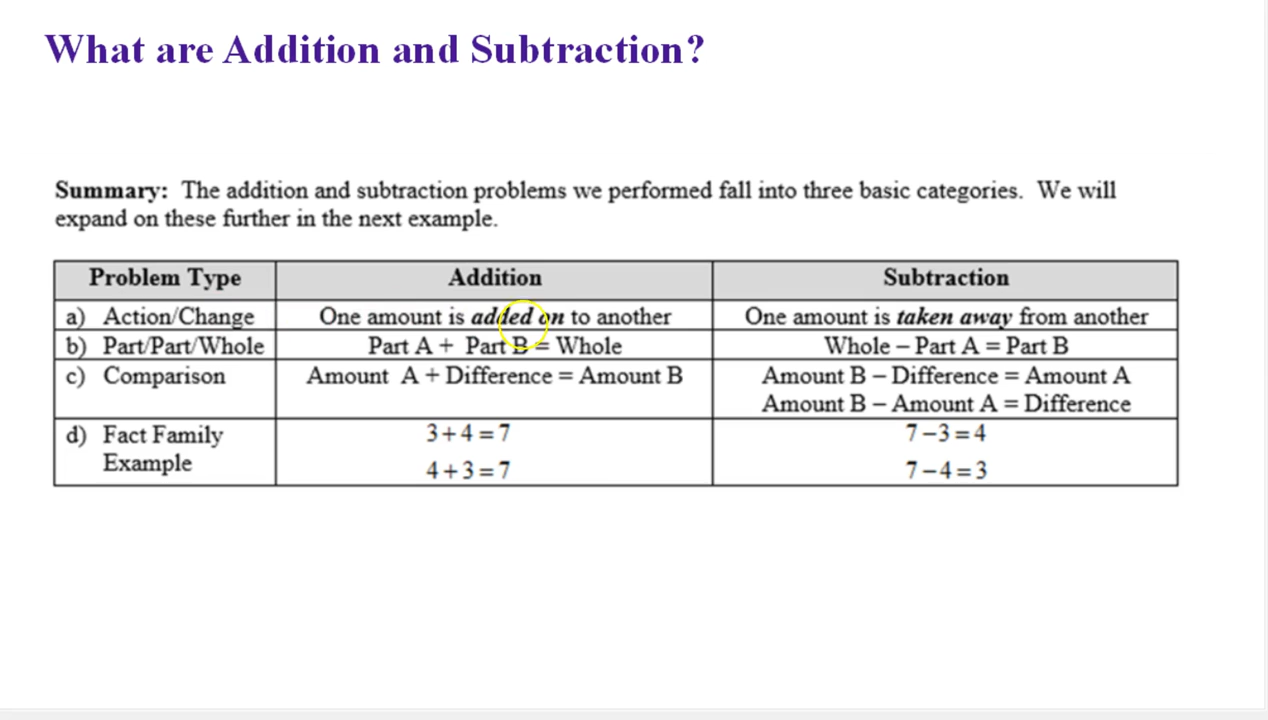 What are Addition and Subtraction?
Summary: The addition and subtraction problems we performed fall into three basic categories. We will
expand on these further in the next example.
Problem Type Addition Subtraction
a) Action/Change One amount is added on to another One amount is taken away from another
b) Part/Part/Whole Part A + Part B = Whole Whole – Part A = Part B
c) Comparison Amount A + Difference = Amount B Amount B – Difference = Amount A
Amount B – Amount A = Difference
d) Fact Family 3 + 4 = 7 7 – 3 = 4
Example 4 + 3 = 7 7 – 4 = 3